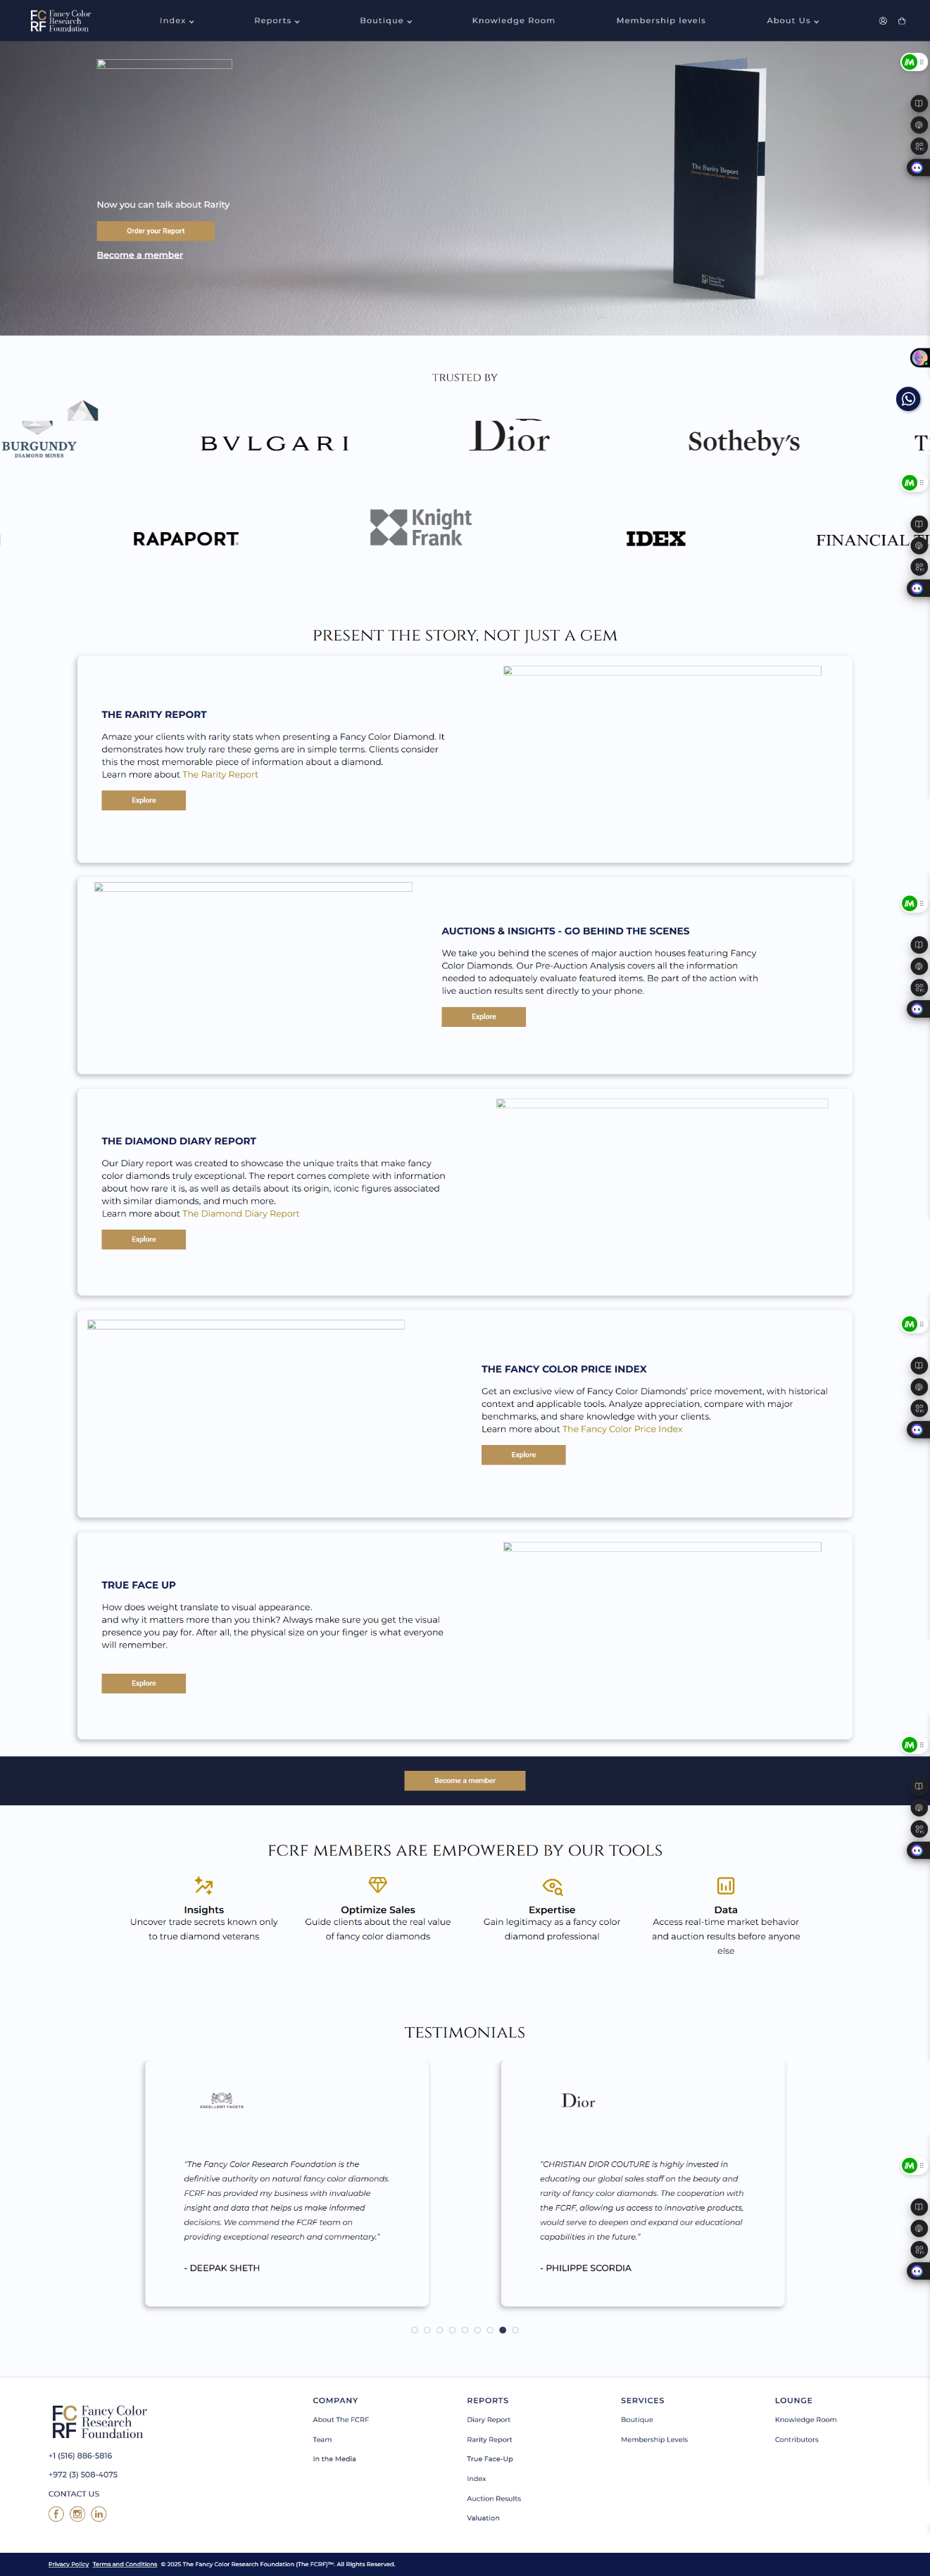 FC RF Fancy Color Research Foundation
Index
Reports
Boutique
Knowledge Room
Membership levels
About Us
The Rarity Report
Now you can talk about Rarity
Order your Report
Become a member
FC RF Fancy Color Research Foundation
TRUSTED BY
BURGUNDY
DIAMOND MINES
BVLGARI
Dior
Sotheby's
RAPAPORT
Knight
Frank
IDEX
FINANCIAL
PRESENT THE STORY, NOT JUST A GEM
THE RARITY REPORT
Amaze your clients with rarity stats when presenting a Fancy Color Diamond. It
demonstrates how truly rare these gems are in simple terms. Clients consider
this the most memorable piece of information about a diamond.
Learn more about The Rarity Report
Explore
AUCTIONS & INSIGHTS - GO BEHIND THE SCENES
We take you behind the scenes of major auction houses featuring Fancy
Color Diamonds. Our Pre-Auction Analysis covers all the information
needed to adequately evaluate featured items. Be part of the action with
live auction results sent directly to your phone.
Explore
THE DIAMOND DIARY REPORT
Our Diary report was created to showcase the unique traits that make fancy
color diamonds truly exceptional. The report comes complete with information
about how rare it is, as well as details about its origin, iconic figures associated
with similar diamonds, and much more.
Learn more about The Diamond Diary Report
Explore
THE FANCY COLOR PRICE INDEX
Get an exclusive view of Fancy Color Diamonds' price movement, with historical
context and applicable tools. Analyze appreciation, compare with major
benchmarks, and share knowledge with your clients.
Learn more about The Fancy Color Price Index
Explore
TRUE FACE UP
How does weight translate to visual appearance.
and why it matters more than you think? Always make sure you get the visual
presence you pay for. After all, the physical size on your finger is what everyone
will remember.
Explore
Become a member
FCRF MEMBERS ARE EMPOWERED BY OUR TOOLS
Insights
Uncover trade secrets known only
to true diamond veterans
Optimize Sales
Guide clients about the real value
of fancy color diamonds
Expertise
Gain legitimacy as a fancy color
diamond professional
Data
Access real-time market behavior
and auction results before anyone
else
TESTIMONIALS
EXCELLENT FACETS
"The Fancy Color Research Foundation is the
definitive authority on natural fancy color diamonds.
FCRF has provided my business with invaluable
insight and data that helps us make informed
decisions. We commend the FCRF team on
providing exceptional research and commentary."
- DEEPAK SHETH
Dior
"CHRISTIAN DIOR COUTURE is highly invested in
educating our global sales staff on the beauty and
rarity of fancy color diamonds. The cooperation with
the FCRF, allowing us access to innovative products,
would serve to deepen and expand our educational
capabilities in the future."
- PHILIPPE SCORDIA
FC RF Fancy Color Research Foundation
+1 (516) 886-5816
+972 (3) 508-4075
CONTACT US
COMPANY
About The FCRF
Team
In the Media
REPORTS
Diary Report
Rarity Report
True Face-Up
Index
Auction Results
Valuation
SERVICES
Boutique
Membership Levels
LOUNGE
Knowledge Room
Contributors
Privacy Policy Terms and Conditions © 2025 The Fancy Color Research Foundation (The FCRF)™. All Rights Reserved.